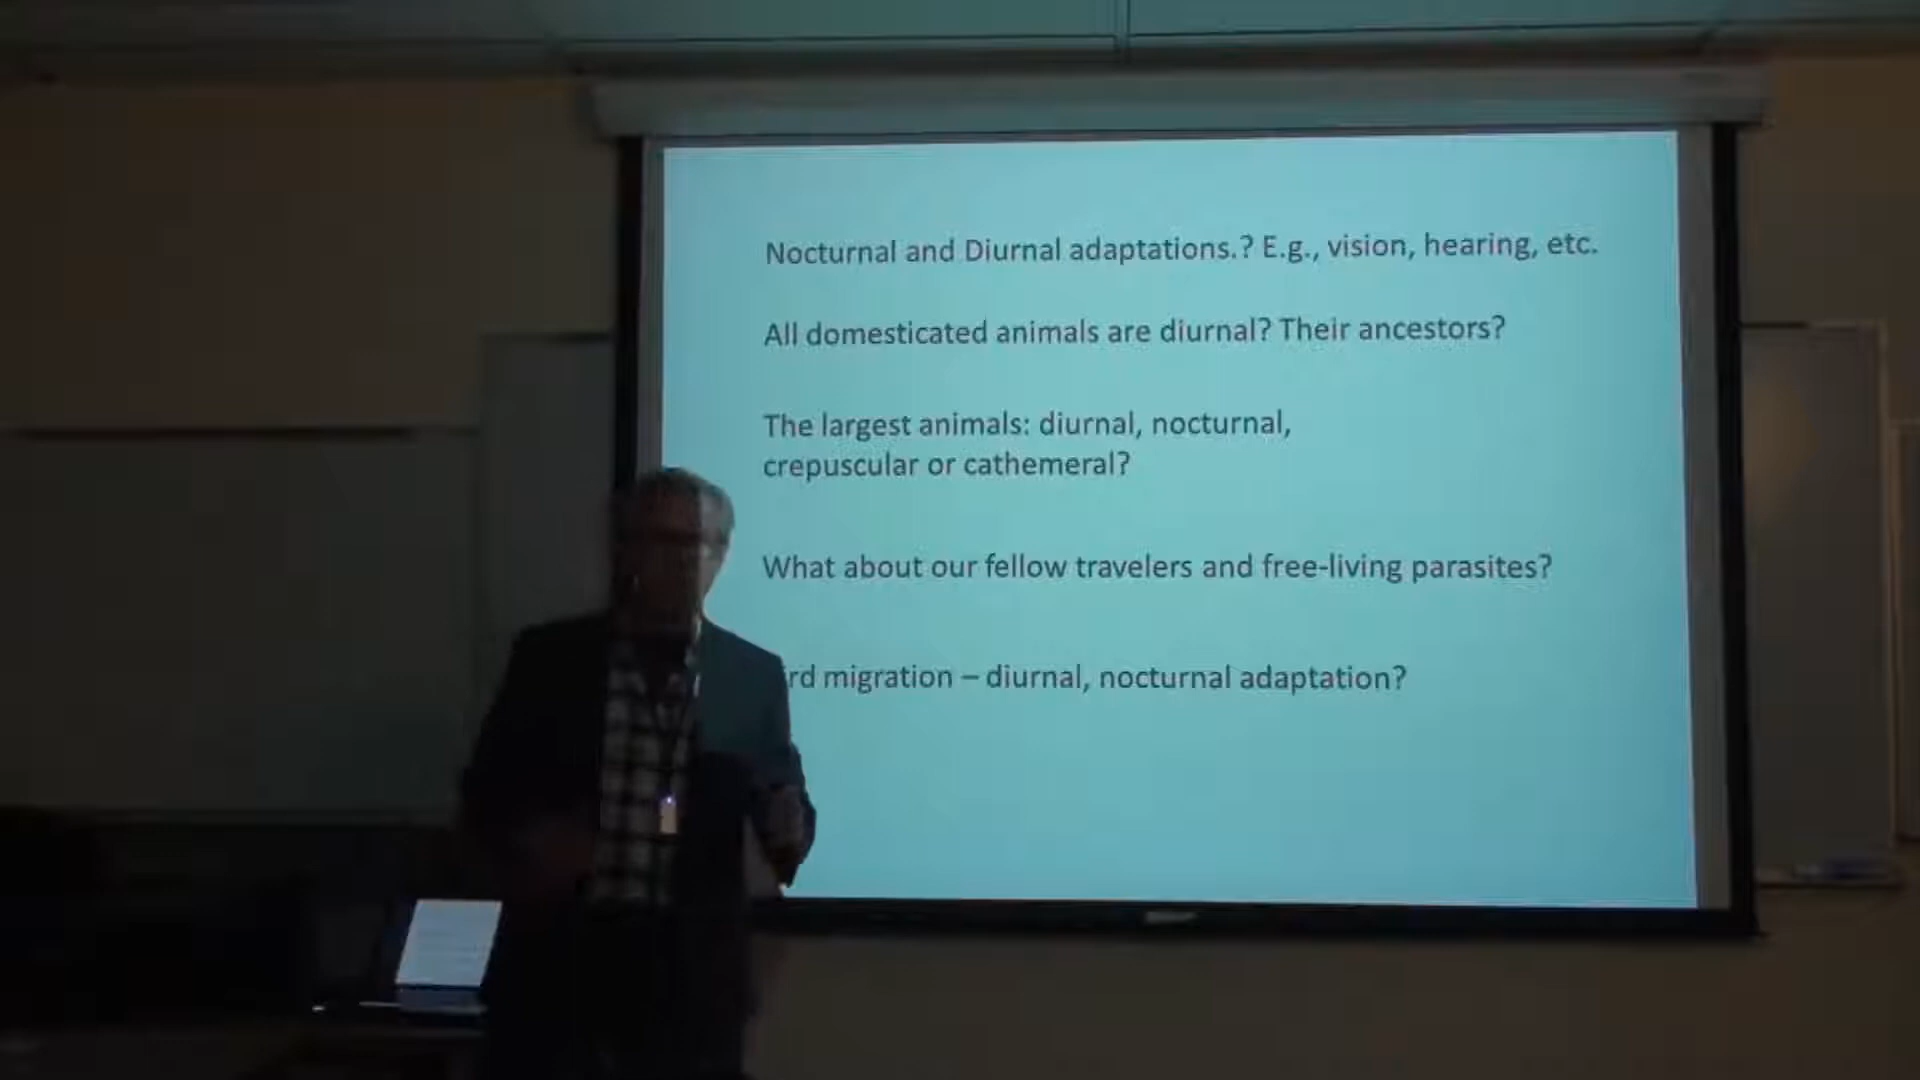 Nocturnal and Diurnal adaptations.? E.g., vision, hearing, etc.
All domesticated animals are diurnal? Their ancestors?
The largest animals: diurnal, nocturnal,
crepuscular or cathemeral?
What about our fellow travelers and free-living parasites?
migration – diurnal, nocturnal adaptation?